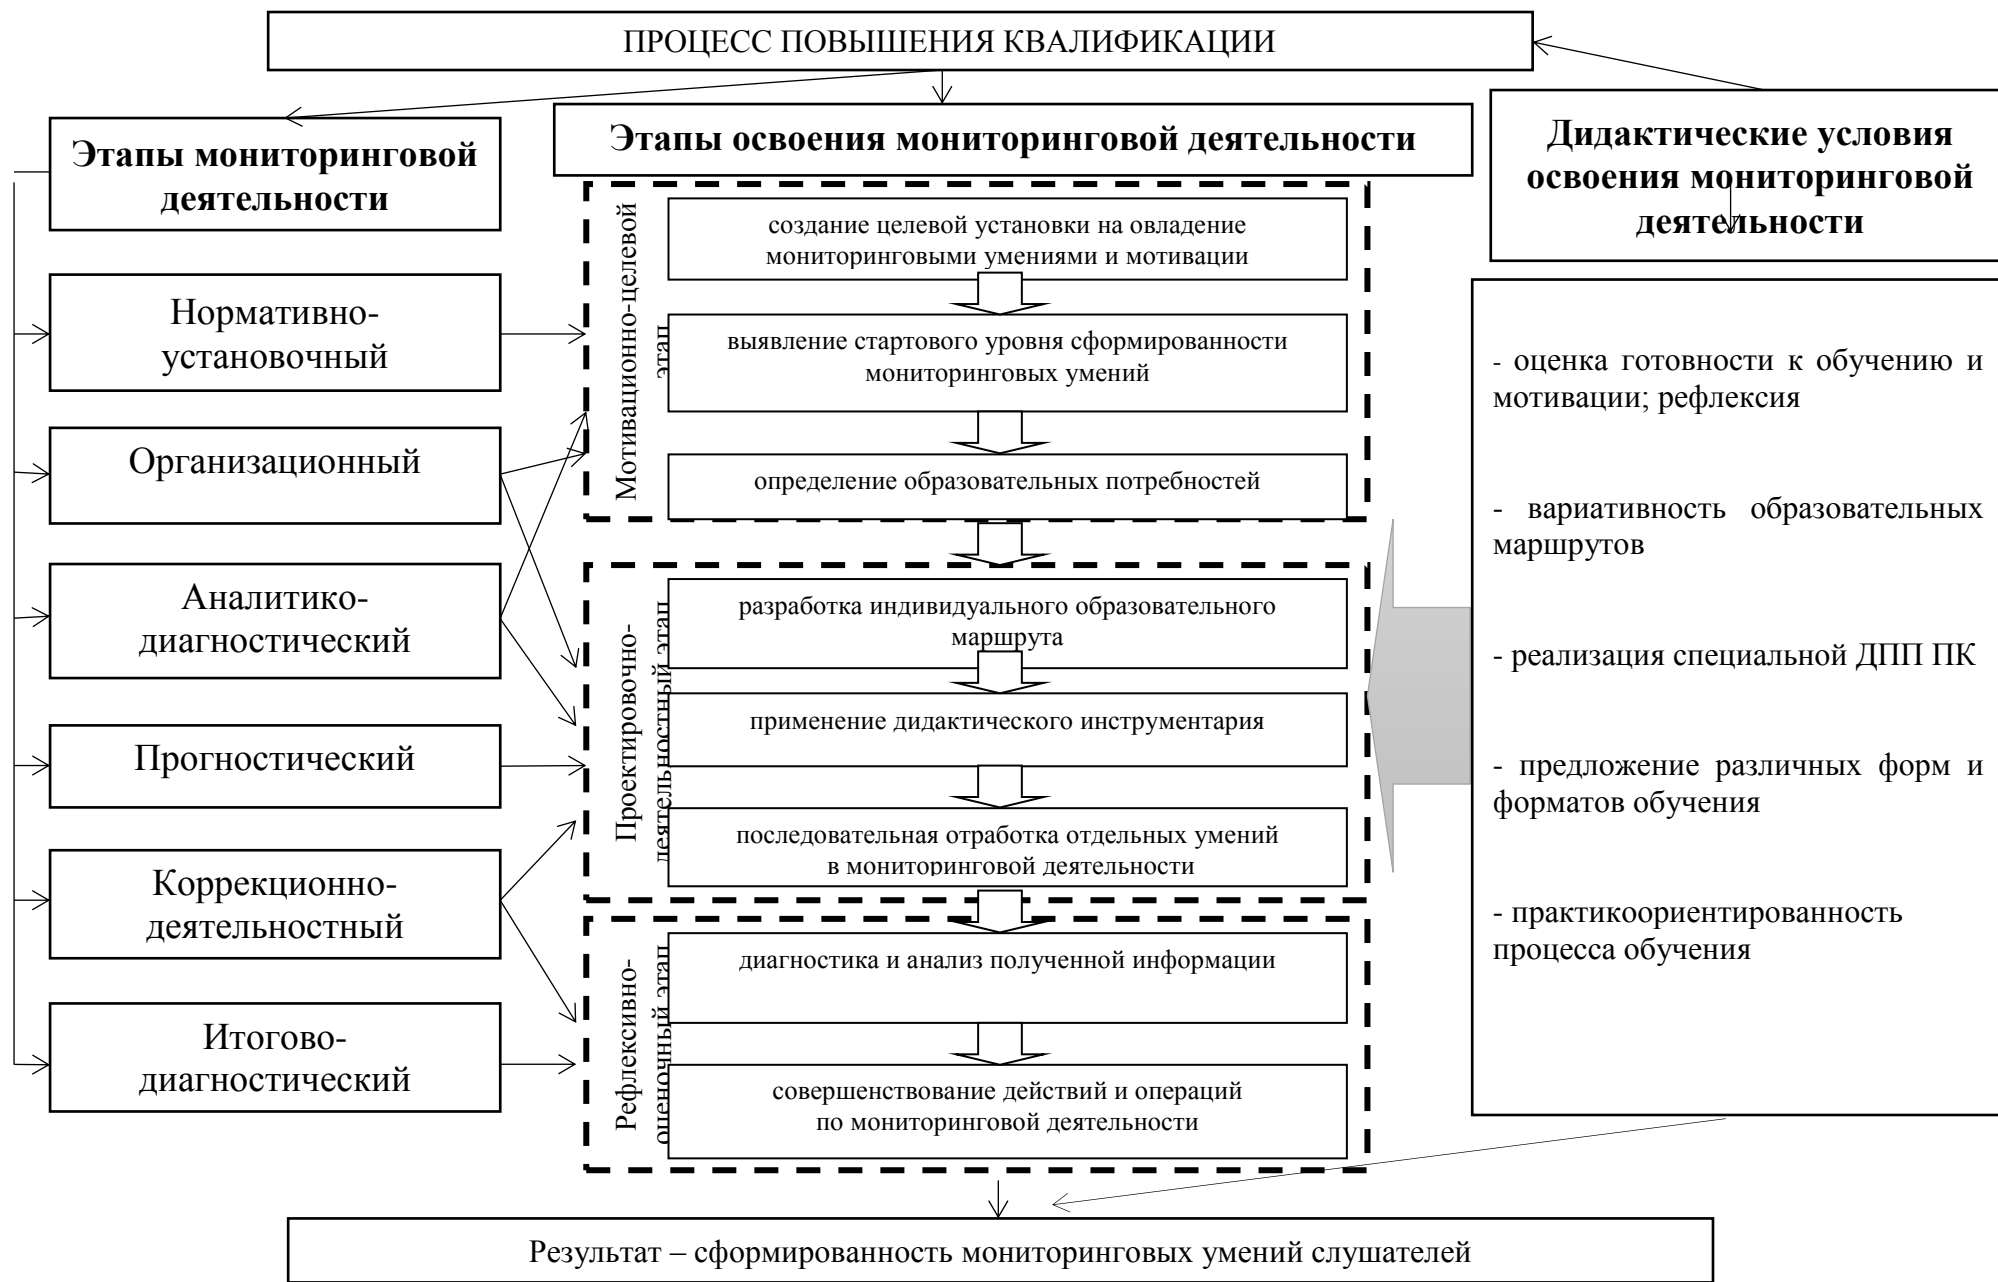 ПРОЦЕСС ПОВЫШЕНИЯ КВАЛИФИКАЦИИ
Этапы мониторинговой
деятельности
Нормативно-
установочный
Организационный
Аналитико-
диагностический
Прогностический
Коррекционно-
деятельностный
Итогово-
диагностический
Этапы освоения мониторинговой деятельности
Мотивационно-целевой
этап
создание целевой установки на овладение
мониторинговыми умениями и мотивации
выявление стартового уровня сформированности
мониторинговых умений
определение образовательных потребностей
Проектировочно-
деятельностный этап
разработка индивидуального образовательного
маршрута
применение дидактического инструментария
последовательная отработка отдельных умений
в мониторинговой деятельности
Рефлексивно-
оценочный этап
диагностика и анализ полученной информации
совершенствование действий и операций
по мониторинговой деятельности
Дидактические условия
освоения мониторинговой
деятельности
- оценка готовности к обучению и
мотивации; рефлексия
- вариативность образовательных
маршрутов
- реализация специальной ДПП ПК
- предложение различных форм и
форматов обучения
- практикоориентированность
процесса обучения
Результат – сформированность мониторинговых умений слушателей